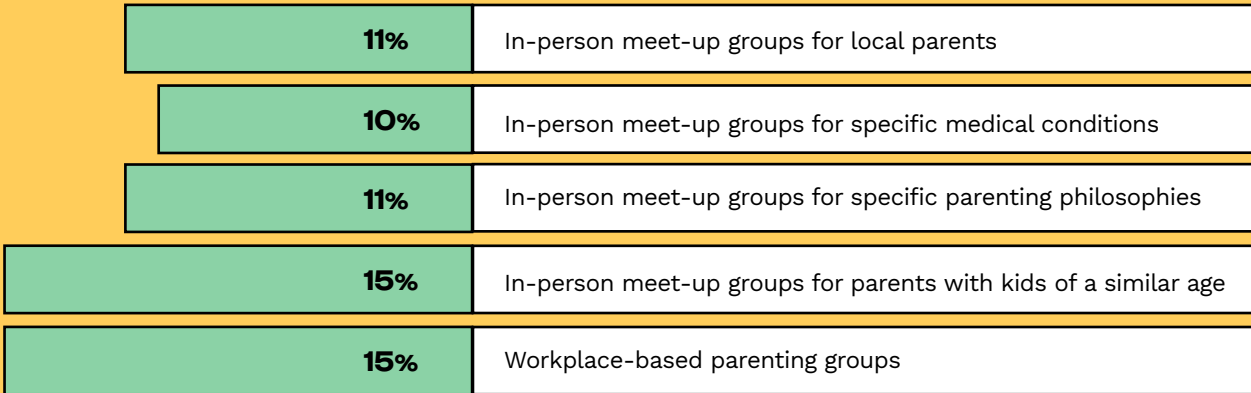 11% In-person meet-up groups for local parents
10% In-person meet-up groups for specific medical conditions
11% In-person meet-up groups for specific parenting philosophies
15% In-person meet-up groups for parents with kids of a similar age
15% Workplace-based parenting groups